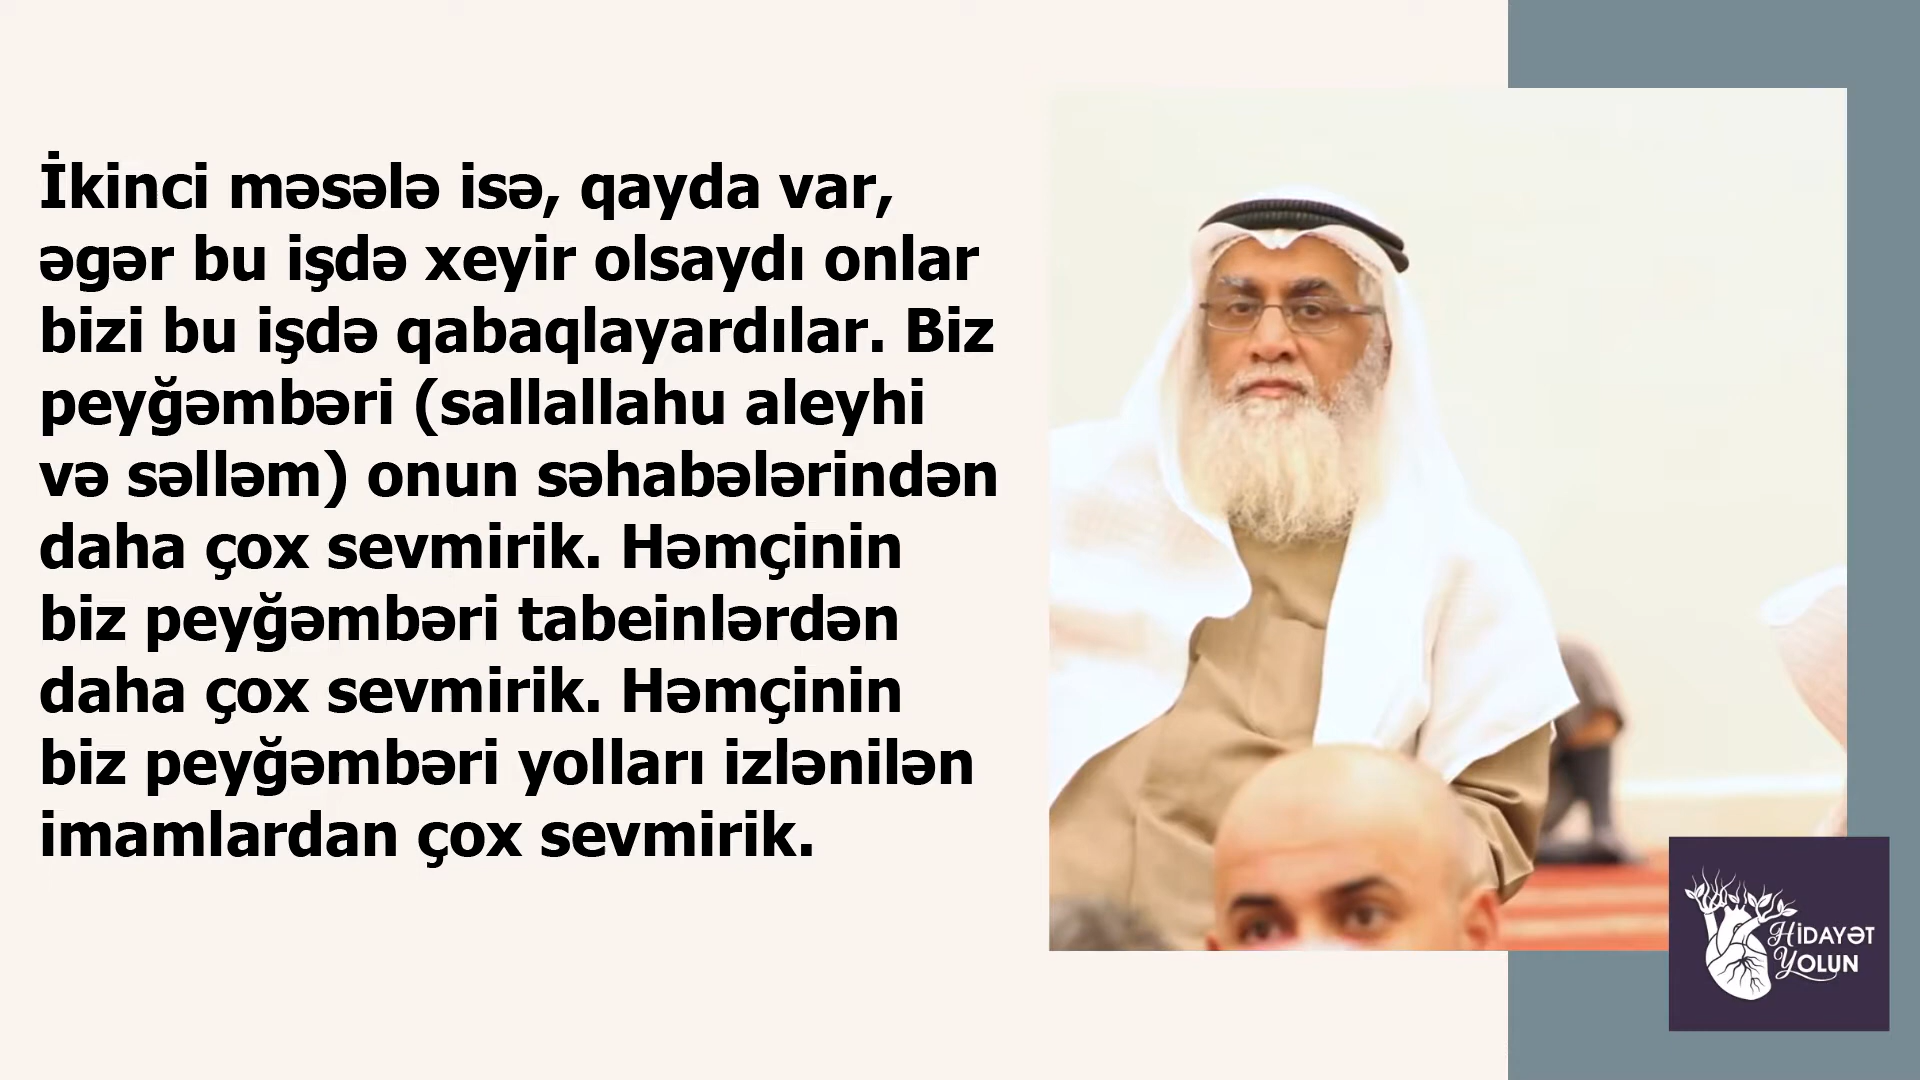 İkinci məsələ isə, qayda var,
əgər bu işdə xeyir olsaydı onlar
bizi bu işdə qabaqlayardılar. Biz
peyğəmbəri (sallallahu aleyhi
və səlləm) onun səhabələrindən
daha çox sevmirik. Həmçinin
biz peyğəmbəri tabeinlərdən
daha çox sevmirik. Həmçinin
biz peyğəmbəri yolları izlənilən
imamlardan çox sevmirik.
HİDAYƏT
YOLUN